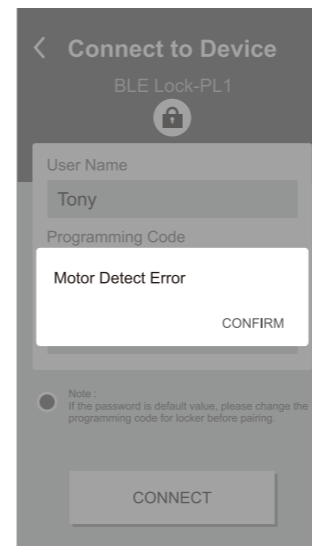 Connect to Device
BLE Lock-PL1
User Name
Tony
Programming Code
Motor Detect Error
CONFIRM
Note :
If the password is default value, please change the
programming code for locker before pairing.
CONNECT